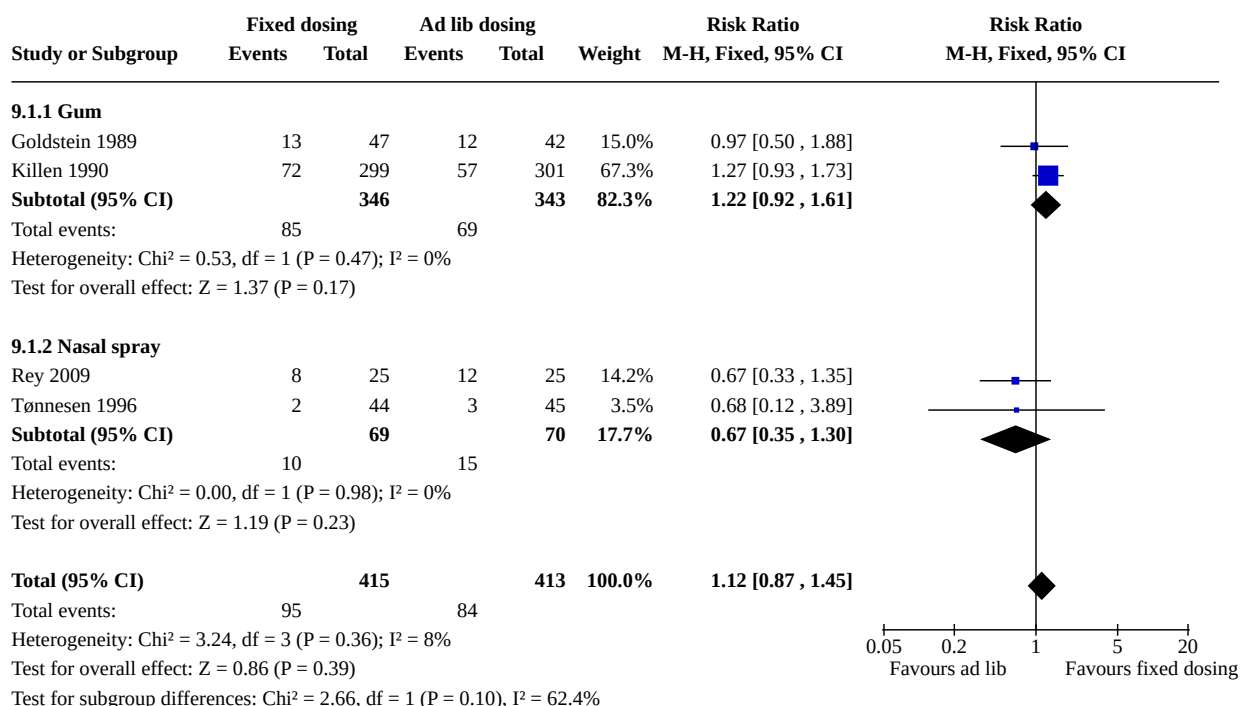 Fixed dosing Ad lib dosing Risk Ratio Risk Ratio
Study or Subgroup Events Total Events Total Weight M-H, Fixed, 95% CI M-H, Fixed, 95% CI
9.1.1 Gum
Goldstein 1989 13 47 12 42 15.0% 0.97 [0.50 , 1.88]
Killen 1990 72 299 57 301 67.3% 1.27 [0.93 , 1.73]
Subtotal (95% CI) 346 343 82.3% 1.22 [0.92 , 1.61]
Total events: 85 69
Heterogeneity: Chi² = 0.53, df = 1 (P = 0.47); I² = 0%
Test for overall effect: Z = 1.37 (P = 0.17)
9.1.2 Nasal spray
Rey 2009 8 25 12 25 14.2% 0.67 [0.33 , 1.35]
Tønnesen 1996 2 44 3 45 3.5% 0.68 [0.12 , 3.89]
Subtotal (95% CI) 69 70 17.7% 0.67 [0.35 , 1.30]
Total events: 10 15
Heterogeneity: Chi² = 0.00, df = 1 (P = 0.98); I² = 0%
Test for overall effect: Z = 1.19 (P = 0.23)
Total (95% CI) 415 413 100.0% 1.12 [0.87 , 1.45]
Total events: 95 84
Heterogeneity: Chi² = 3.24, df = 3 (P = 0.36); I² = 8%
0.05 0.2 1 5 20
Test for overall effect: Z = 0.86 (P = 0.39) Favours ad lib Favours fixed dosing
Test for subgroup differences: Chi² = 2.66, df = 1 (P = 0.10), I² = 62.4%